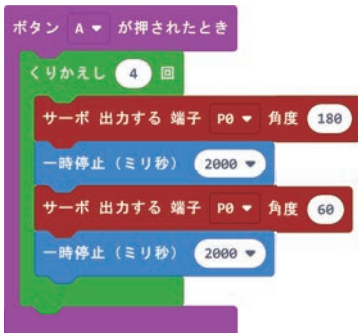 ボタン A が押されたとき
くりかえし 4 回
サーボ 出力する 端子 P0 角度 180
一時停止 (ミリ秒) 2000
サーボ 出力する 端子 P0 角度 60
一時停止 (ミリ秒) 2000